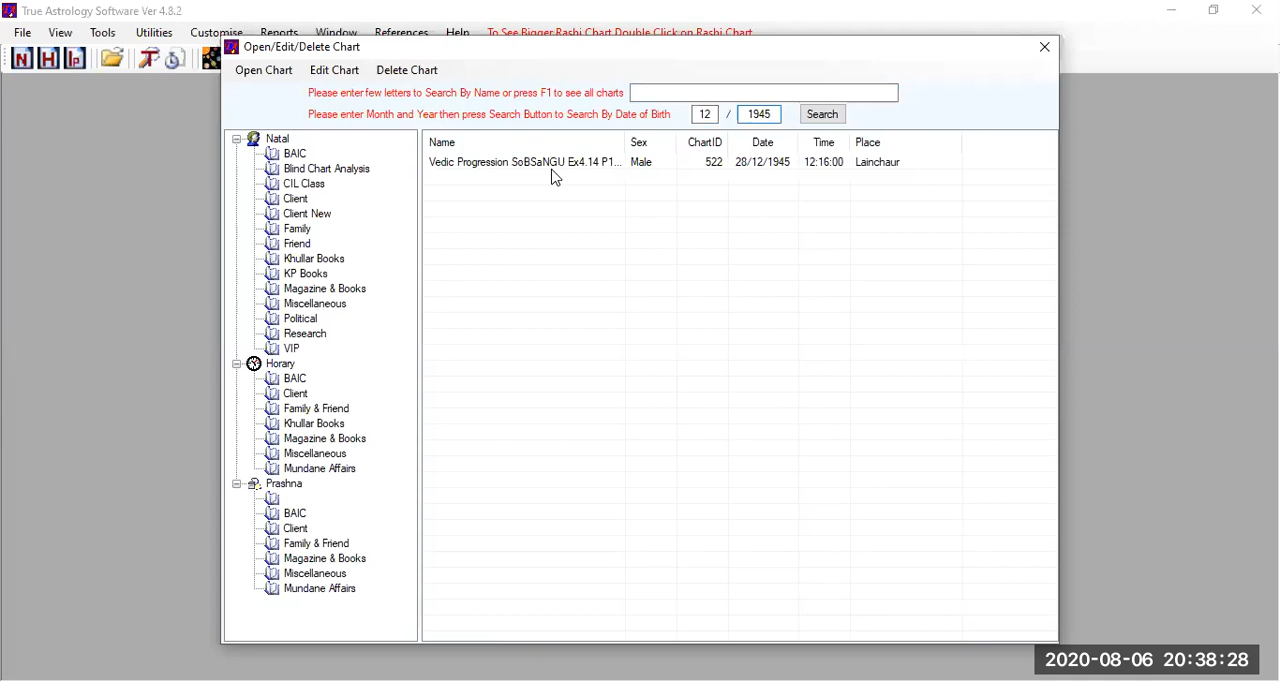 True Astrology Software Ver 4.8.2
File View Tools Utilities Customise Reports Window References Help To See Bigger Rashi Chart Double Click on Rashi Chart
N H Ip
Open/Edit/Delete Chart
Open Chart Edit Chart Delete Chart
Please enter few letters to Search By Name or press F1 to see all charts
Please enter Month and Year then press Search Button to Search By Date of Birth 12 / 1945 Search
Name Sex ChartID Date Time Place
Vedic Progression SoBSaNGU Ex4.14 P1... Male 522 28/12/1945 12:16:00 Lainchaur
Natal
BAIC
Blind Chart Analysis
CIL Class
Client
Client New
Family
Friend
Khullar Books
KP Books
Magazine & Books
Miscellaneous
Political
Research
VIP
Horary
BAIC
Client
Family & Friend
Khullar Books
Magazine & Books
Miscellaneous
Mundane Affairs
Prashna
BAIC
Client
Family & Friend
Magazine & Books
Miscellaneous
Mundane Affairs
2020-08-06 20:38:28